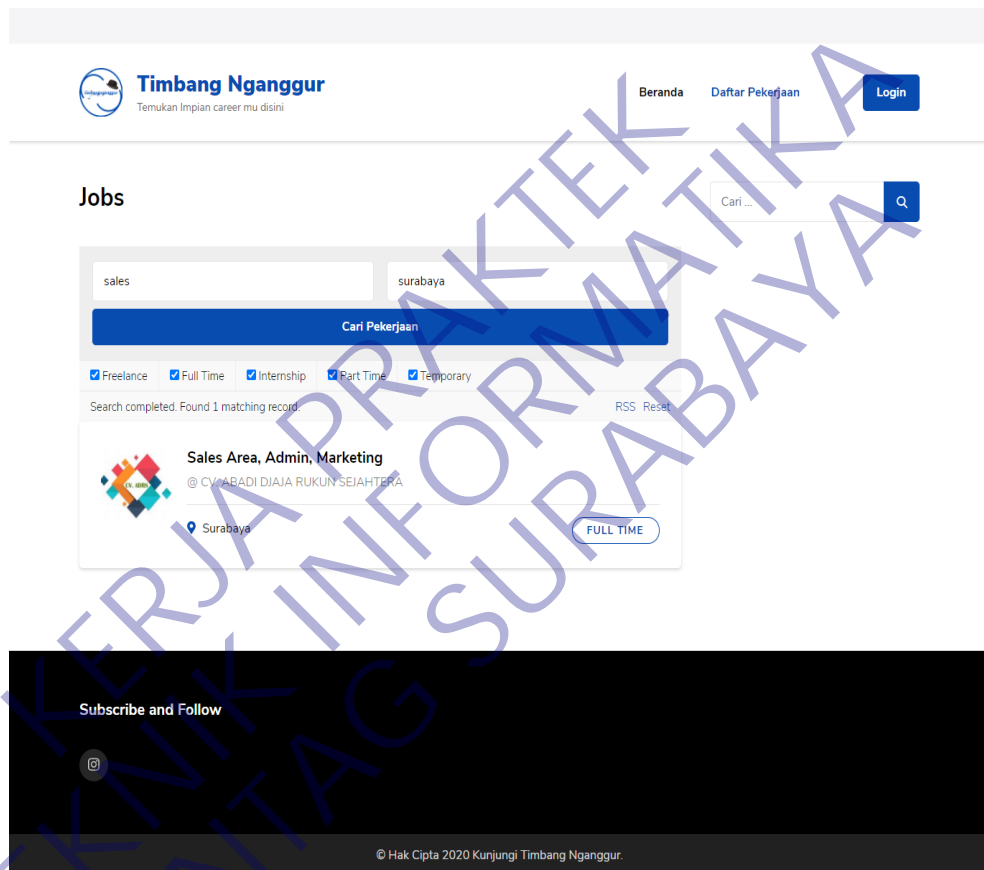 Timbang Nganggur
Temukan Impian career mu disini
Beranda Daftar Pekerjaan Login
Jobs
Cari ...
sales surabaya
Cari Pekerjaan
Freelance Full Time Internship Part Time Temporary
Search completed. Found 1 matching record. RSS Reset
Sales Area, Admin, Marketing
@ CV. ABADI DJAJA RUKUN SEJAHTERA
CV. ADRS
Surabaya
FULL TIME
Subscribe and Follow
© Hak Cipta 2020 Kunjungi Timbang Nganggur.
KERJA PRAKTEK
TEKNIK INFORMATIKA
UNTAG SURABAYA